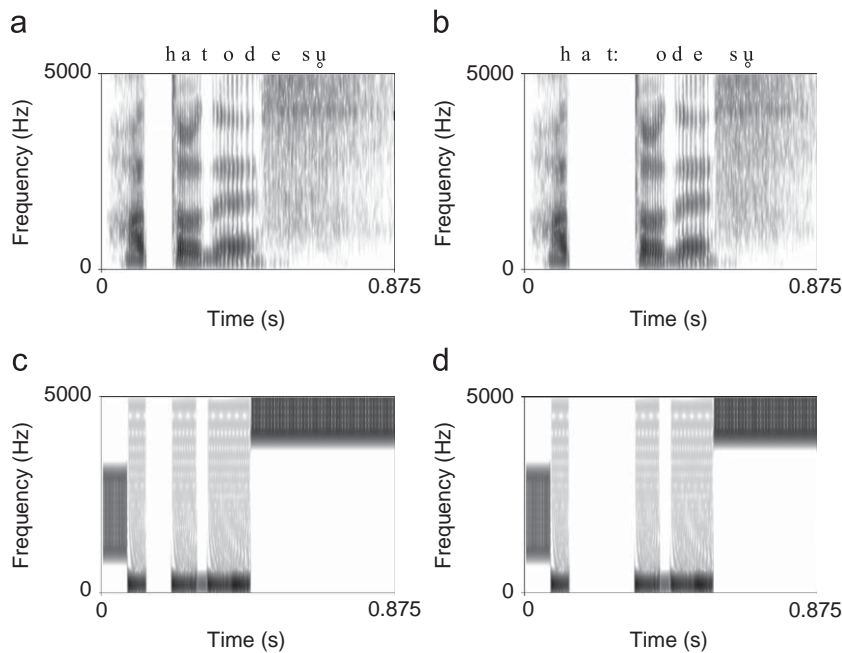 a
h a t o d e s u̥
5000
Frequency (Hz)
0
0 0.875
Time (s)
b
h a t: o d e s u̥
5000
Frequency (Hz)
0
0 0.875
Time (s)
c
5000
Frequency (Hz)
0
0 0.875
Time (s)
d
5000
Frequency (Hz)
0
0 0.875
Time (s)